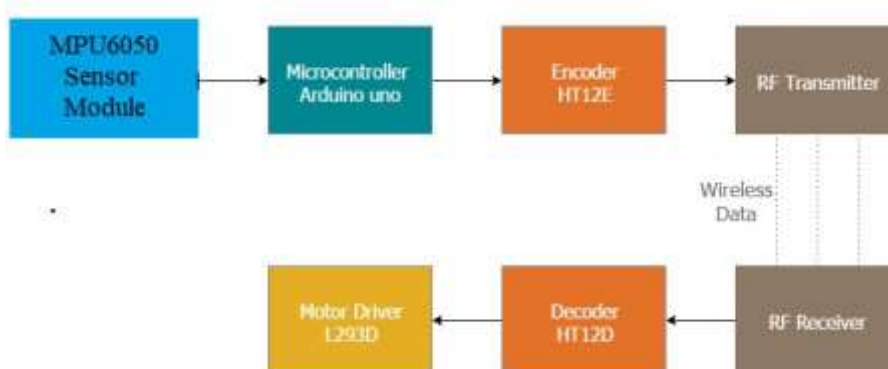 MPU6050
Sensor
Module
Microcontroller
Arduino uno
Encoder
HT12E
RF Transmitter
Wireless
Data
Motor Driver
L293D
Decoder
HT12D
RF Receiver